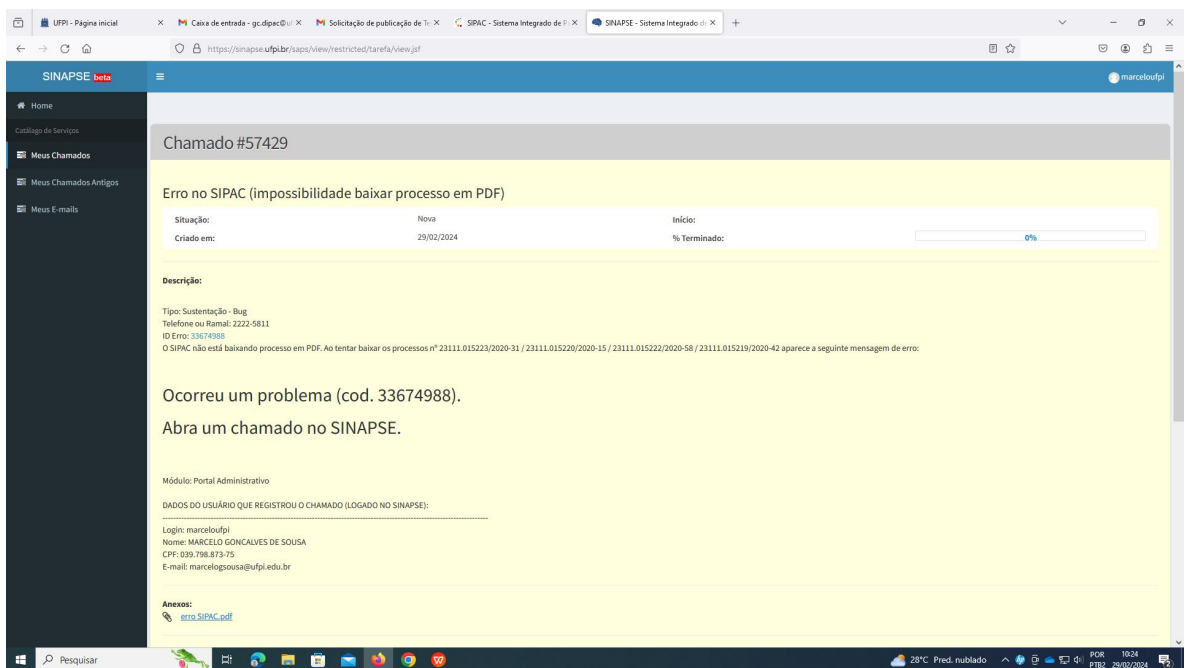 UFPI - Página inicial
Caixa de entrada - gc.dipac@uf
Solicitação de publicação de Te
SIPAC - Sistema Integrado de P
SINAPSE - Sistema Integrado de
https://sinapse.ufpi.br/saps/view/restricted/tarefa/view.jsf
SINAPSE beta
marceloufpi
Home
Catálago de Serviços
Meus Chamados
Meus Chamados Antigos
Meus E-mails
Chamado #57429
Erro no SIPAC (impossibilidade baixar processo em PDF)
Situação: Nova Início:
Criado em: 29/02/2024 % Terminado: 0%
Descrição:
Tipo: Sustentação - Bug
Telefone ou Ramal: 2222-5811
ID Erro: 33674988
O SIPAC não está baixando processo em PDF. Ao tentar baixar os processos nº 23111.015223/2020-31 / 23111.015220/2020-15 / 23111.015222/2020-58 / 23111.015219/2020-42 aparece a seguinte mensagem de erro:
Ocorreu um problema (cod. 33674988).
Abra um chamado no SINAPSE.
Módulo: Portal Administrativo
DADOS DO USUÁRIO QUE REGISTROU O CHAMADO (LOGADO NO SINAPSE):
Login: marceloufpi
Nome: MARCELO GONCALVES DE SOUSA
CPF: 039.798.873-75
E-mail: marcelogsousa@ufpi.edu.br
Anexos:
erro SIPAC.pdf
Pesquisar
28°C Pred. nublado
POR 10:24
PTB2 29/02/2024